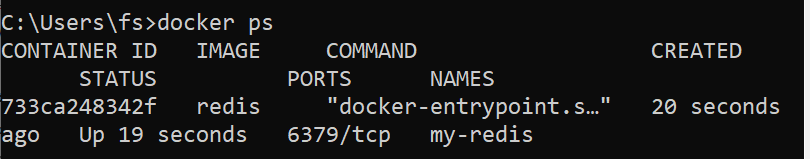 C:\Users\fs>docker ps
CONTAINER ID   IMAGE     COMMAND                  CREATED
      STATUS          PORTS      NAMES
733ca248342f   redis     "docker-entrypoint.s…"   20 seconds
ago   Up 19 seconds   6379/tcp   my-redis